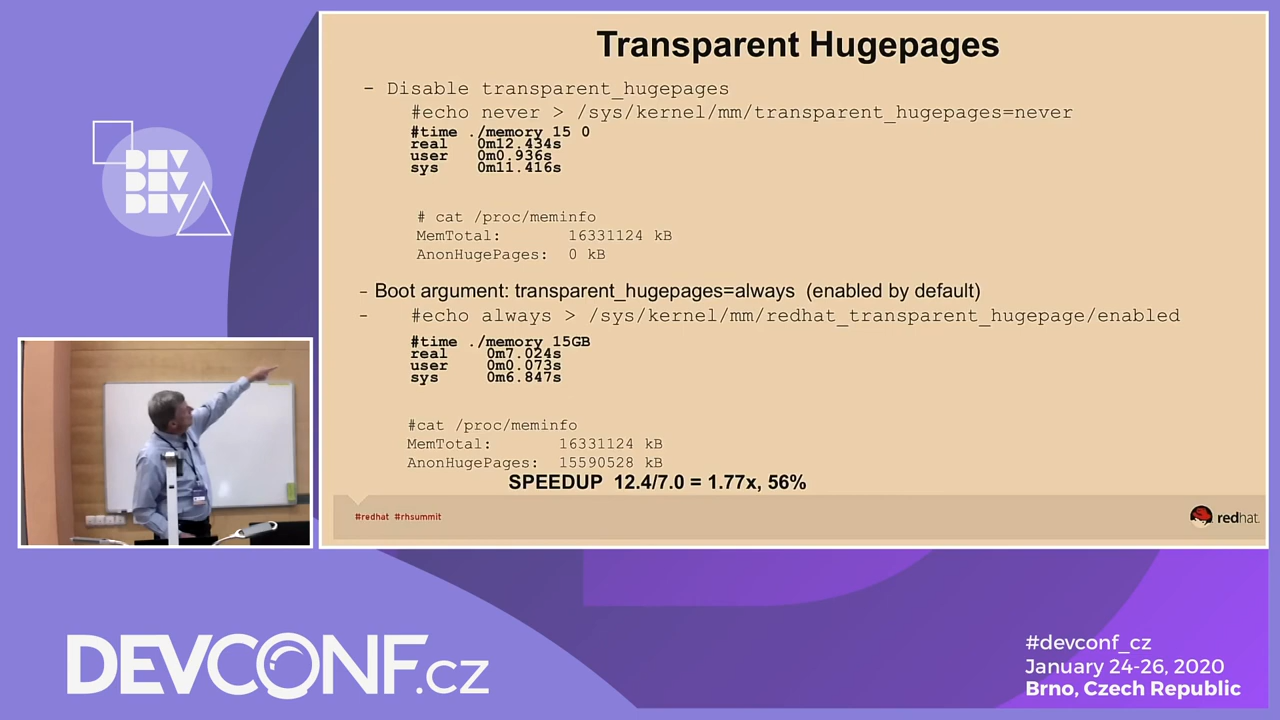 Transparent Hugepages
– Disable transparent_hugepages
#echo never > /sys/kernel/mm/transparent_hugepages=never
#time ./memory 15 0
real 0m12.434s
user 0m0.936s
sys 0m11.416s
# cat /proc/meminfo
MemTotal: 16331124 kB
AnonHugePages: 0 kB
– Boot argument: transparent_hugepages=always (enabled by default)
– #echo always > /sys/kernel/mm/redhat_transparent_hugepage/enabled
#time ./memory 15GB
real 0m7.024s
user 0m0.073s
sys 0m6.847s
#cat /proc/meminfo
MemTotal: 16331124 kB
AnonHugePages: 15590528 kB
SPEEDUP 12.4/7.0 = 1.77x, 56%
#redhat #rhsummit
redhat.
DEV
DEV
DEV
DEVCONF.cz
#devconf_cz
January 24-26, 2020
Brno, Czech Republic